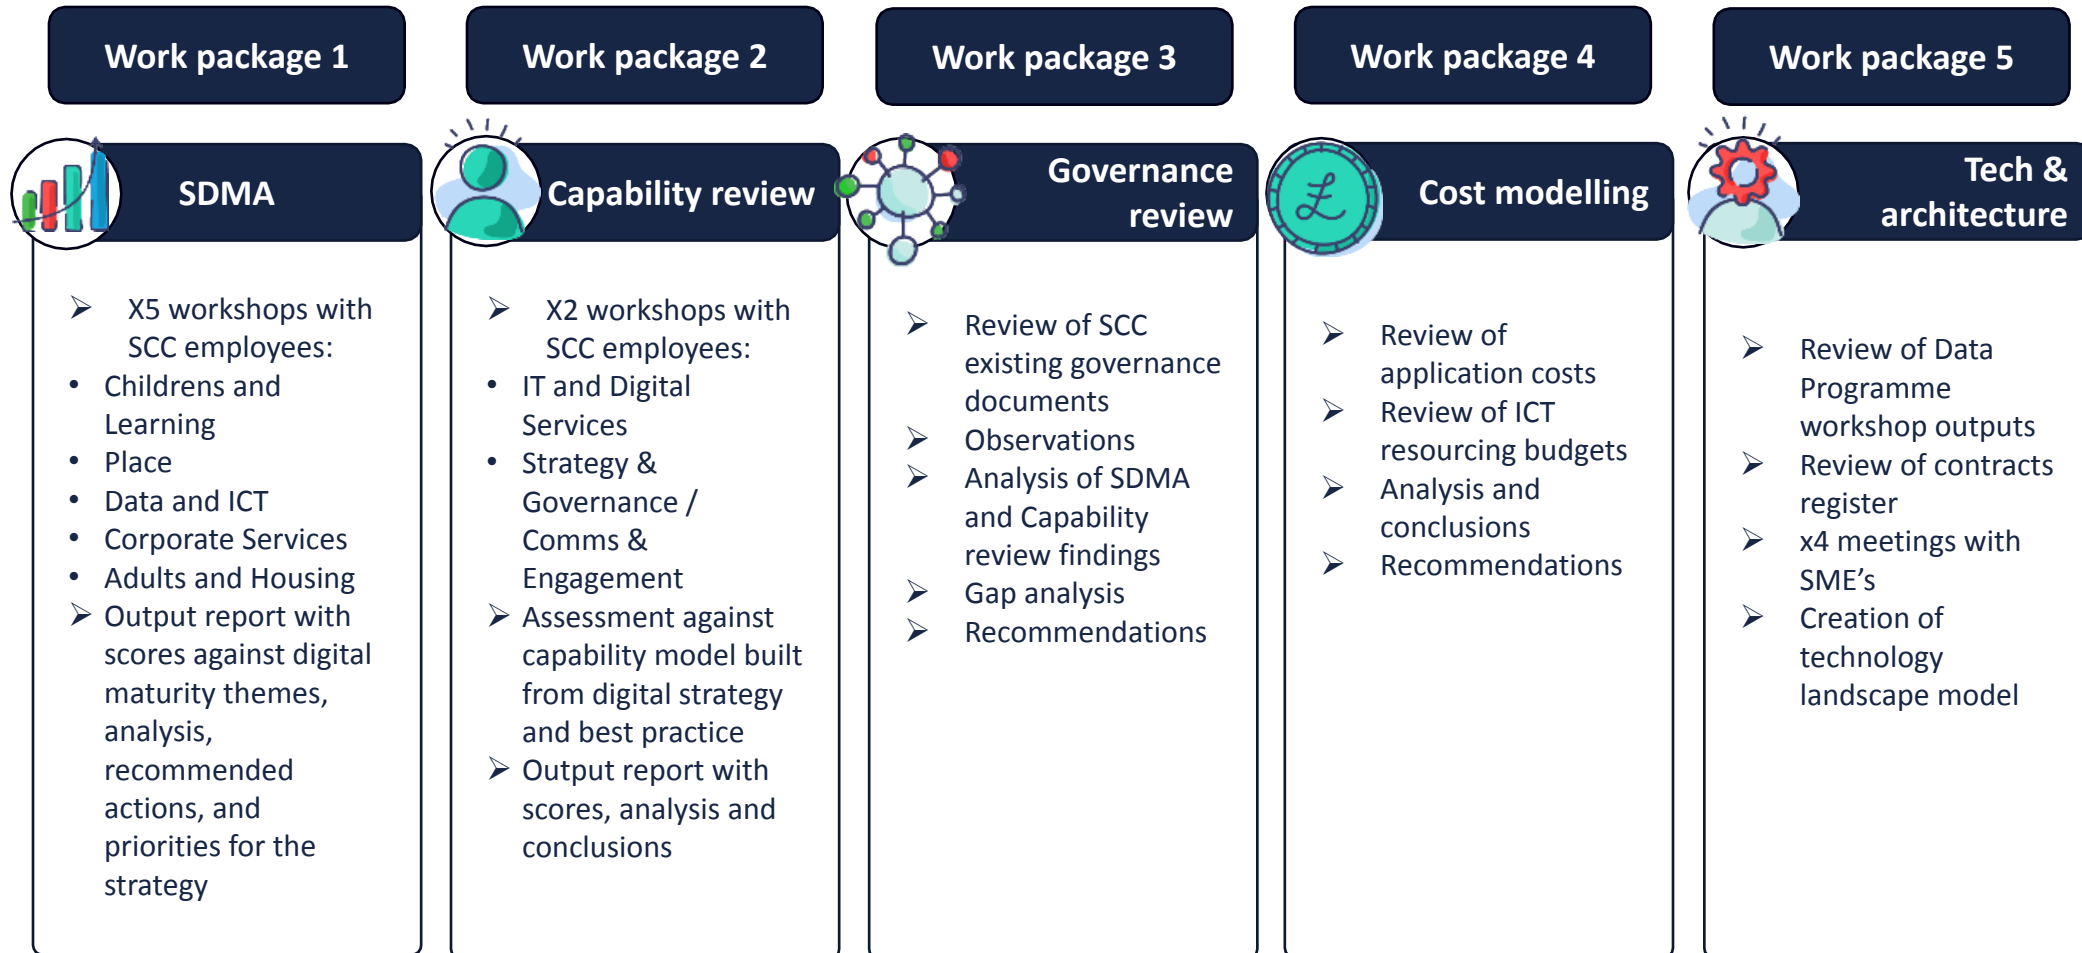 Work package 1
Work package 2
Work package 3
Work package 4
Work package 5
SDMA
➢ X5 workshops with
SCC employees:
• Childrens and
Learning
• Place
• Data and ICT
• Corporate Services
• Adults and Housing
➢ Output report with
scores against digital
maturity themes,
analysis,
recommended
actions, and
priorities for the
strategy
Capability review
➢ X2 workshops with
SCC employees:
• IT and Digital
Services
• Strategy &
Governance /
Comms &
Engagement
➢ Assessment against
capability model built
from digital strategy
and best practice
➢ Output report with
scores, analysis and
conclusions
Governance
review
➢ Review of SCC
existing governance
documents
➢ Observations
➢ Analysis of SDMA
and Capability
review findings
➢ Gap analysis
➢ Recommendations
£
Cost modelling
➢ Review of
application costs
➢ Review of ICT
resourcing budgets
➢ Analysis and
conclusions
➢ Recommendations
Tech &
architecture
➢ Review of Data
Programme
workshop outputs
➢ Review of contracts
register
➢ x4 meetings with
SME’s
➢ Creation of
technology
landscape model